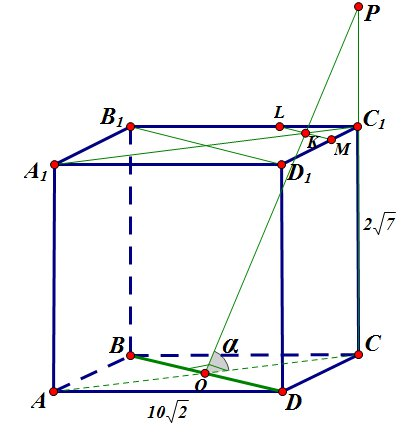 P
L
B₁ C₁
K M
A₁ D₁
2√7
B α C
O
A D
10√2